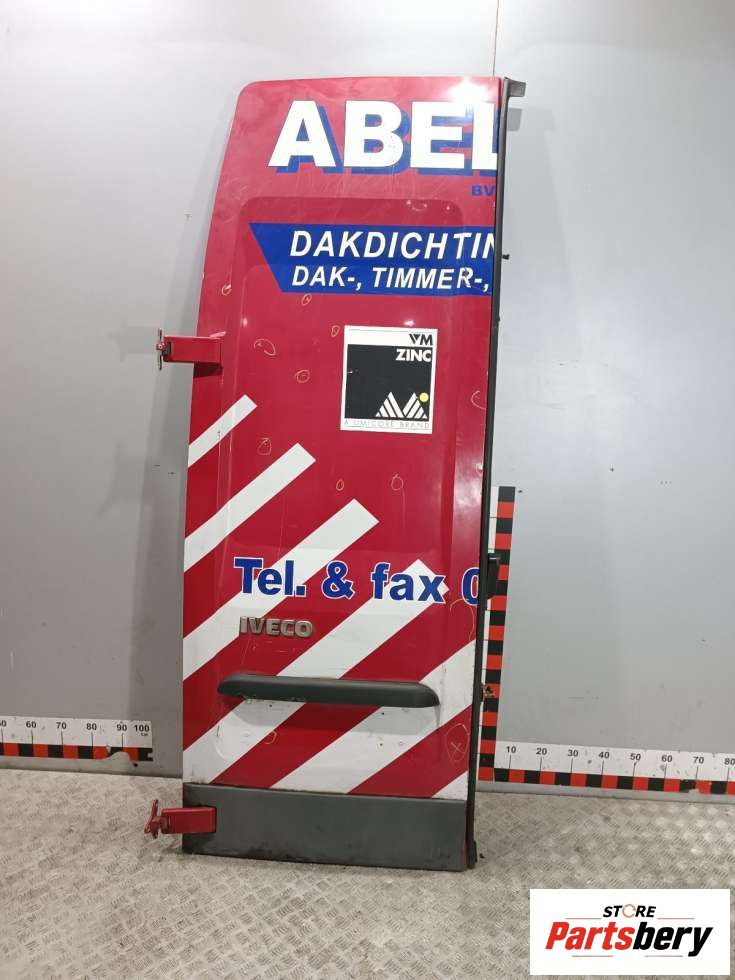 ABEL
BV
DAKDICHTIN
DAK-, TIMMER-,
VM
ZINC
A UMICORE BRAND
Tel. & fax 0
IVECO
60 70 80 90 100
10 20 30 40 50 60 70 80
STORE
Partsbery